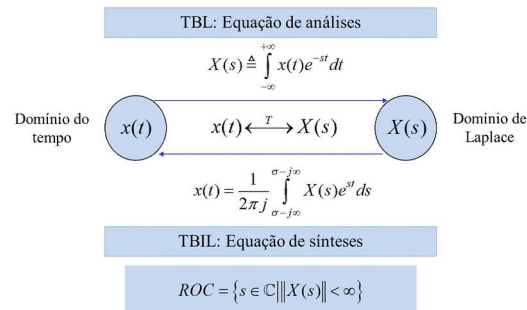 TBL: Equação de análises
X(s) ≜ ∫_{-∞}^{+∞} x(t)e^{-st}dt
Domínio do tempo
x(t)
x(t) ⟷^{T} X(s)
X(s)
Domínio de Laplace
x(t) = \frac{1}{2πj} ∫_{σ-j∞}^{σ-j∞} X(s)e^{st}ds
TBIL: Equação de sínteses
ROC = {s ∈ ℂ | ‖X(s)‖ < ∞}